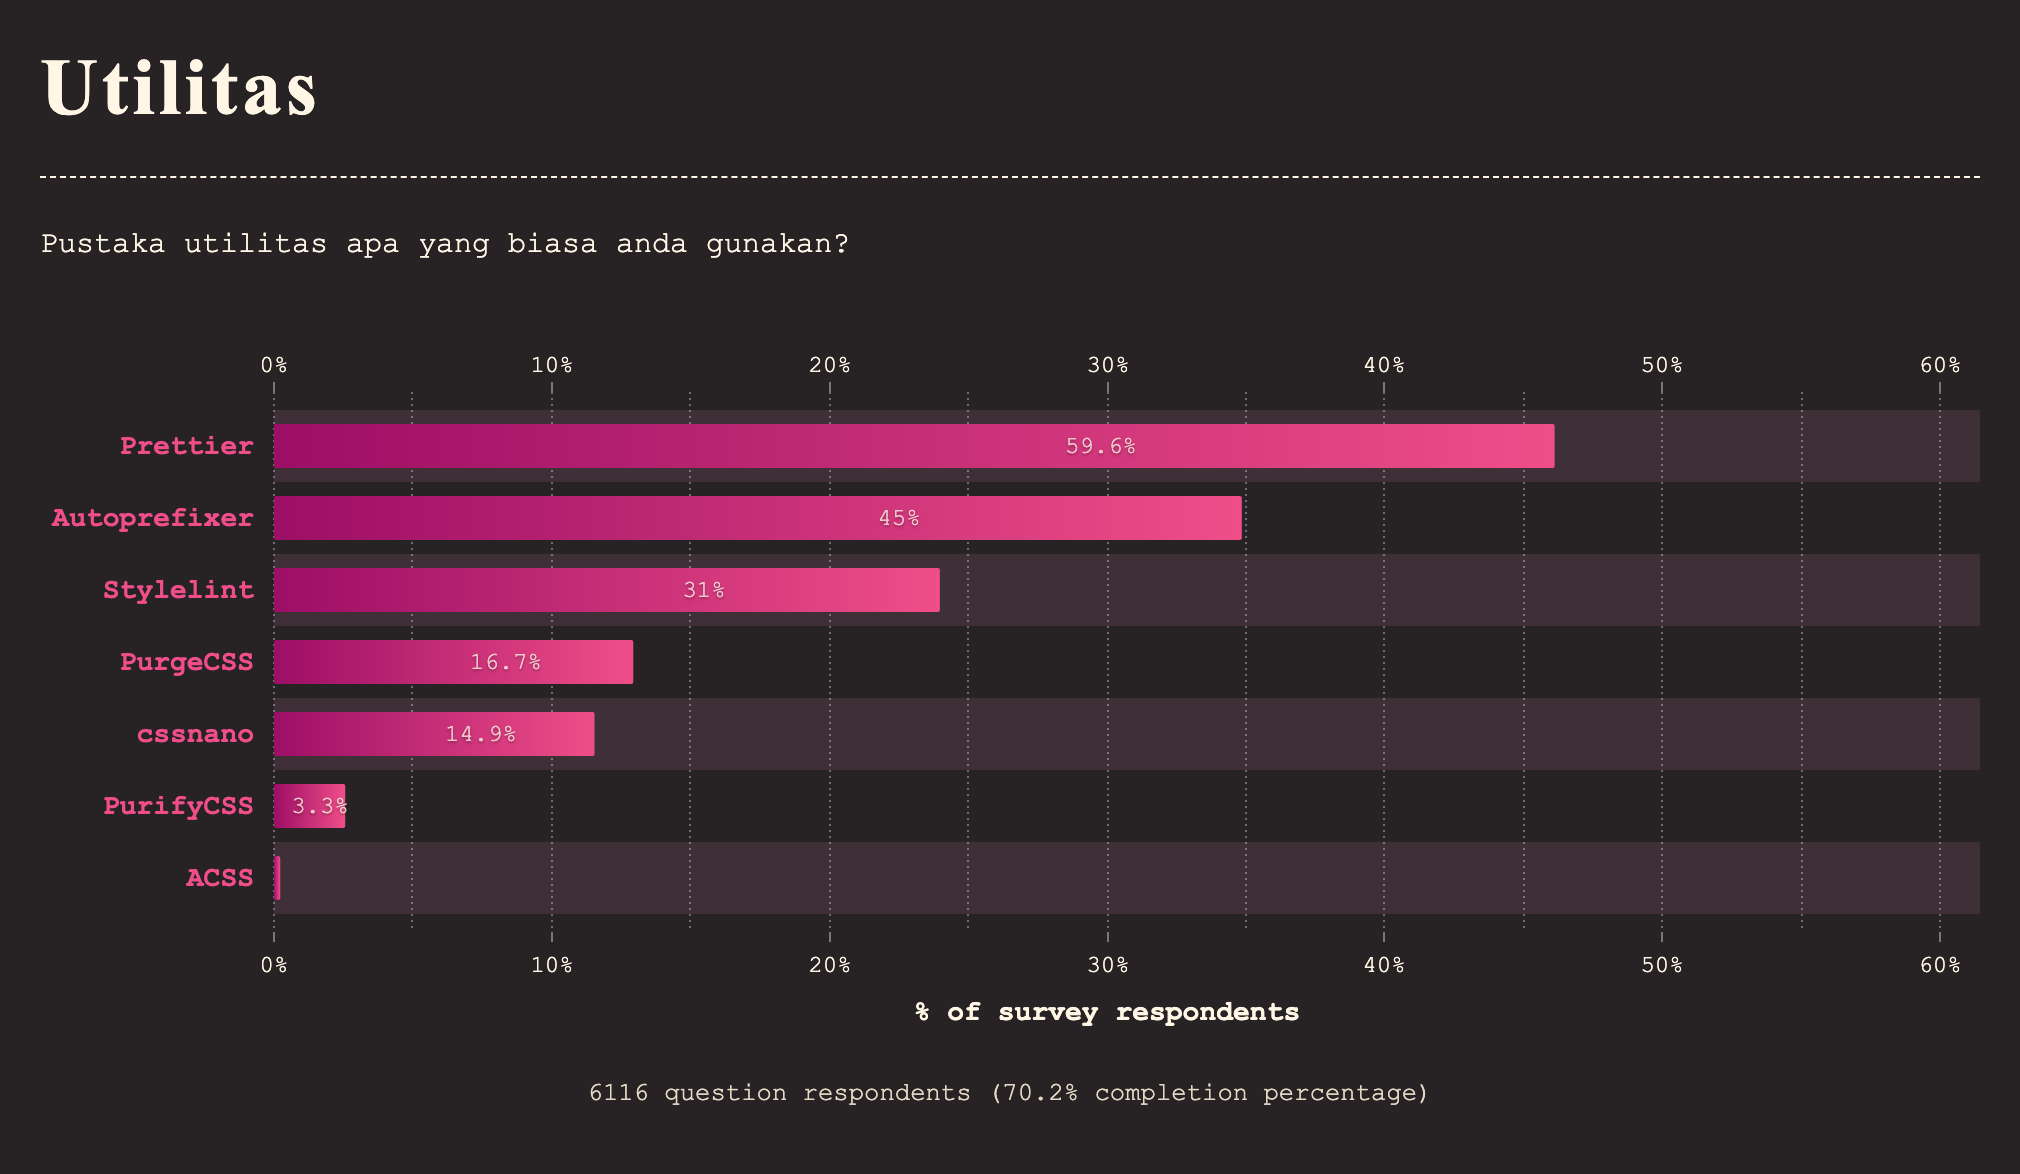 Utilitas
Pustaka utilitas apa yang biasa anda gunakan?
0% 10% 20% 30% 40% 50% 60%
Prettier 59.6%
Autoprefixer 45%
Stylelint 31%
PurgeCSS 16.7%
cssnano 14.9%
PurifyCSS 3.3%
ACSS
0% 10% 20% 30% 40% 50% 60%
% of survey respondents
6116 question respondents (70.2% completion percentage)